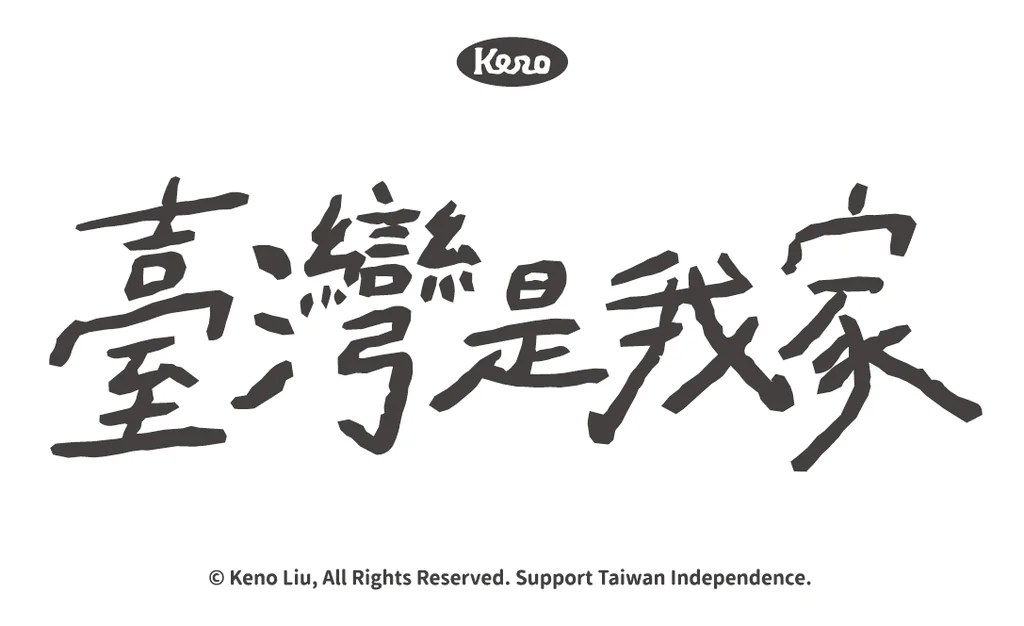 Keno
臺灣是我家
© Keno Liu, All Rights Reserved. Support Taiwan Independence.